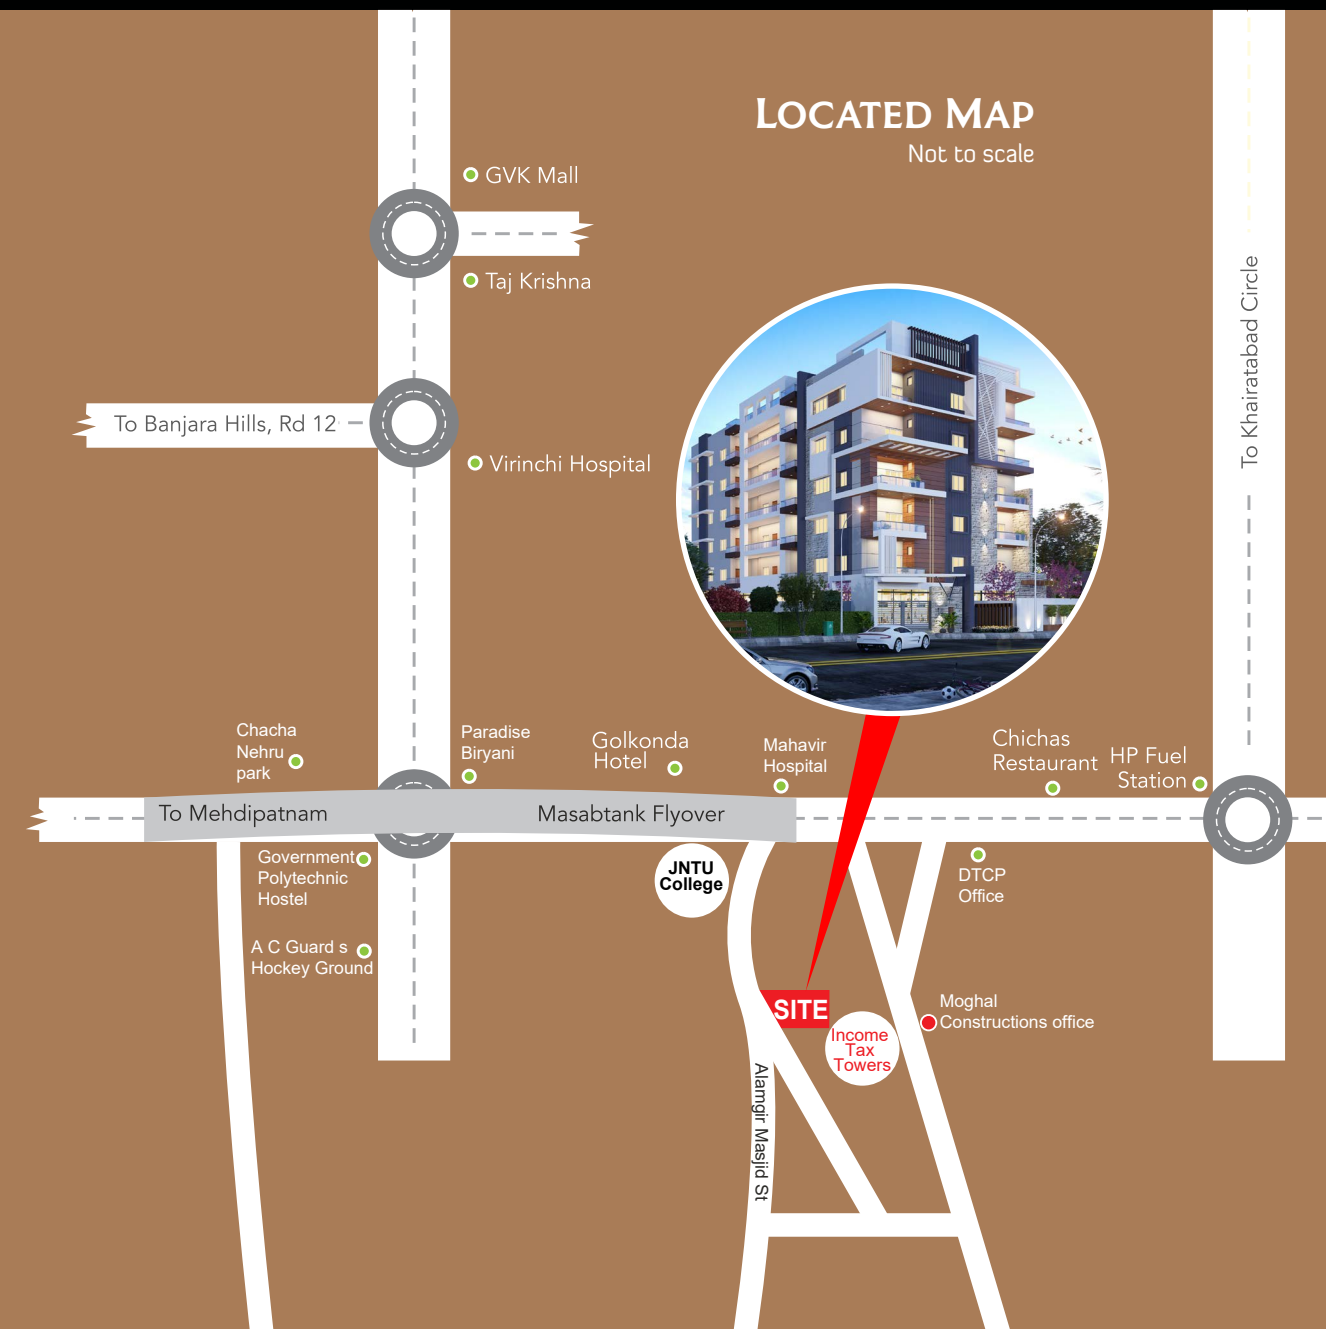 LOCATED MAP
Not to scale
GVK Mall
Taj Krishna
To Banjara Hills, Rd 12
Virinchi Hospital
To Khairatabad Circle
Chacha
Nehru
park
Paradise
Biryani
Golkonda
Hotel
Mahavir
Hospital
Chichas
Restaurant
HP Fuel
Station
To Mehdipatnam
Masabtank Flyover
Government
Polytechnic
Hostel
JNTU
College
DTCP
Office
A C Guard s
Hockey Ground
SITE
Income
Tax
Towers
Moghal
Constructions office
Alamgir Masjid St